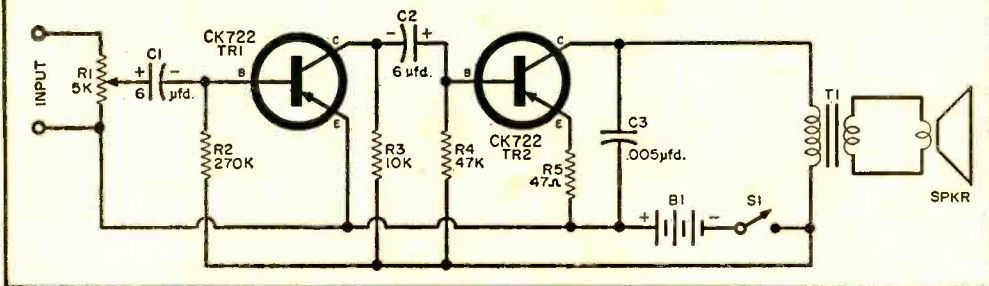 INPUT
R1
5K
C1
+ -
6 µfd.
CK722
TR1
B
C
E
R2
270K
C2
- +
6 µfd.
R3
10K
R4
47K
B
C
E
CK722
TR2
R5
47Ω
C3
.005µfd.
B1
+ -
S1
T1
SPKR